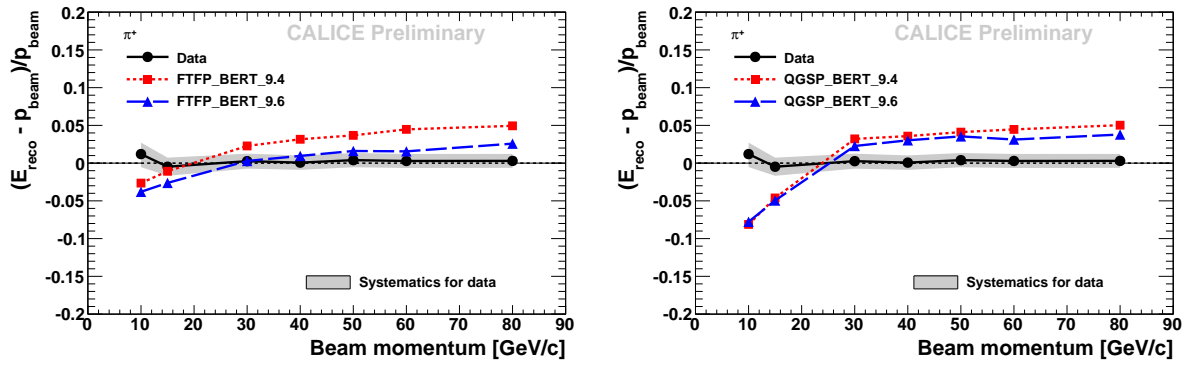 (E_reco - p_beam)/p_beam
0.2
0.15
0.1
0.05
0
-0.05
-0.1
-0.15
-0.2
π+
CALICE Preliminary
Data
FTFP_BERT_9.4
FTFP_BERT_9.6
Systematics for data
0 10 20 30 40 50 60 70 80 90
Beam momentum [GeV/c]
(E_reco - p_beam)/p_beam
0.2
0.15
0.1
0.05
0
-0.05
-0.1
-0.15
-0.2
π+
CALICE Preliminary
Data
QGSP_BERT_9.4
QGSP_BERT_9.6
Systematics for data
0 10 20 30 40 50 60 70 80 90
Beam momentum [GeV/c]